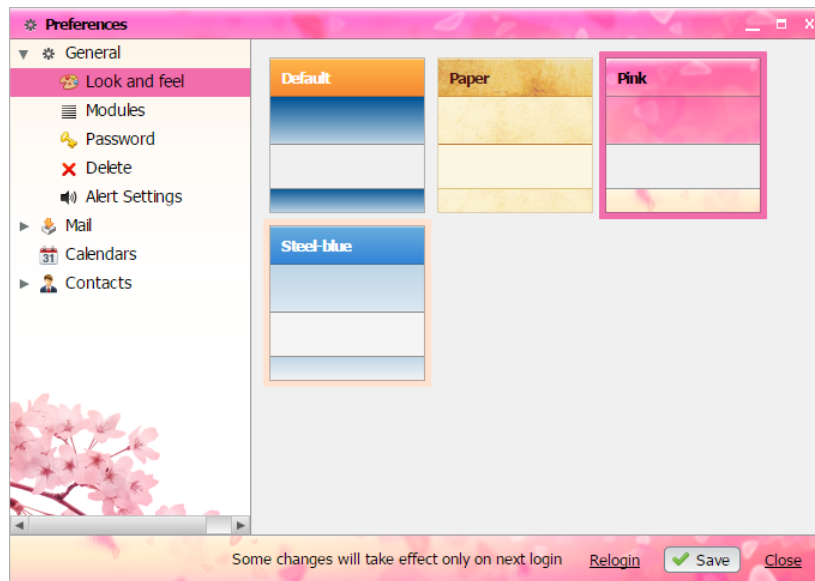 Preferences
General
Look and feel
Modules
Password
Delete
Alert Settings
Mail
31
Calendars
Contacts
Default
Paper
Pink
Steel-blue
Some changes will take effect only on next login
Relogin
Save
Close